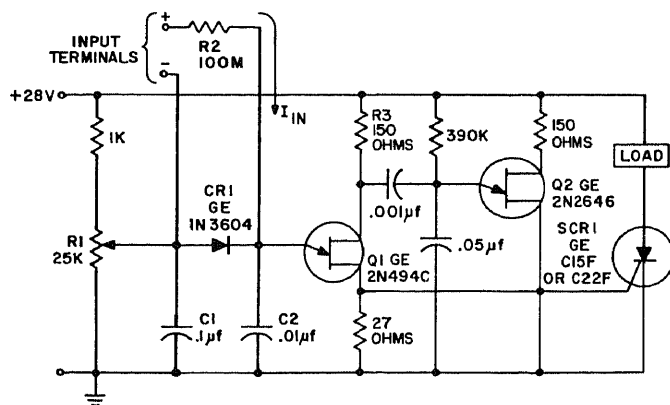 INPUT
TERMINALS
+
−
R2
100M
I IN
+28V
1K
R1
25K
CR1
GE
1N3604
C1
.1μf
C2
.01μf
R3
150
OHMS
.001μf
Q1 GE
2N494C
27
OHMS
390K
.05μf
150
OHMS
Q2 GE
2N2646
LOAD
SCR1
GE
C15F
OR C22F